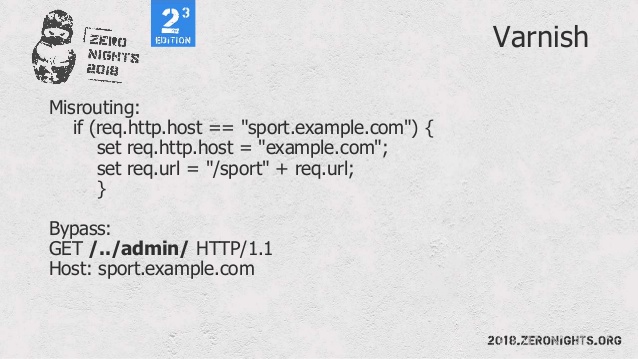 ZERO
NIGHTS
2018
2³
EDITION
Varnish
Misrouting:
if (req.http.host == "sport.example.com") {
set req.http.host = "example.com";
set req.url = "/sport" + req.url;
}
Bypass:
GET /../admin/ HTTP/1.1
Host: sport.example.com
2018.ZERONIGHTS.ORG